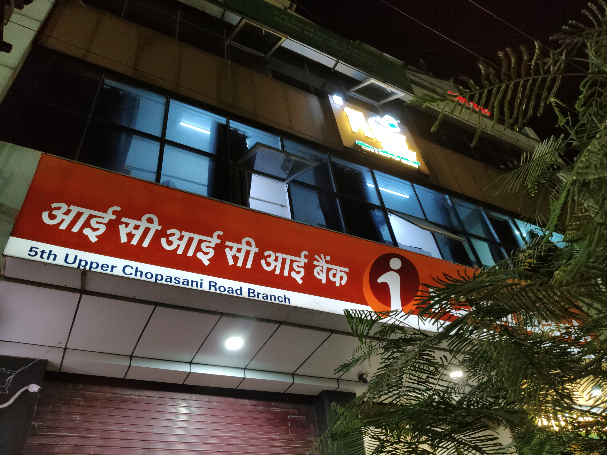 आई सी आई सी आई बैंक
5th Upper Chopasani Road Branch